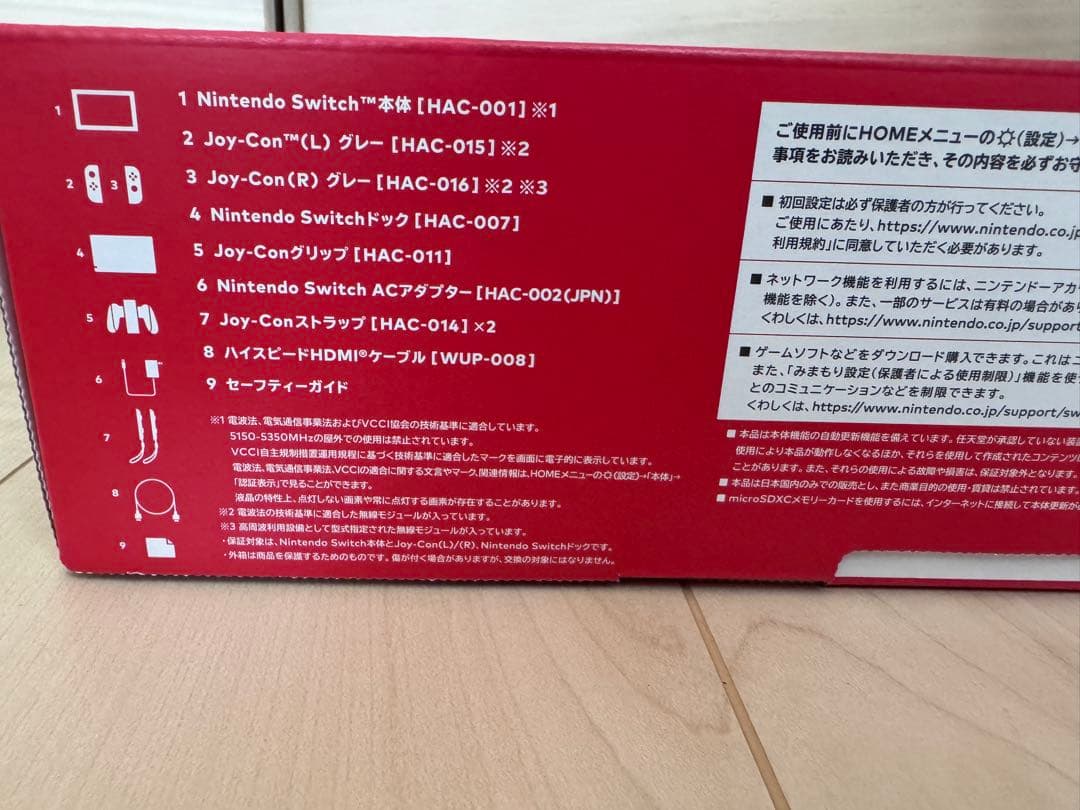 1 Nintendo Switch™本体 [HAC-001] ※1
2 Joy-Con™(L) グレー [HAC-015] ※2
3 Joy-Con(R) グレー [HAC-016] ※2 ※3
4 Nintendo Switchドック [HAC-007]
5 Joy-Conグリップ [HAC-011]
6 Nintendo Switch ACアダプター [HAC-002(JPN)]
7 Joy-Conストラップ [HAC-014] ×2
8 ハイスピードHDMI®ケーブル [WUP-008]
9 セーフティーガイド
1
2
3
4
5
6
7
8
9
※1 電波法、電気通信事業法およびVCCI協会の技術基準に適合しています。
5150-5350MHzの屋外での使用は禁止されています。
VCCI自主規制措置運用規程に基づく技術基準に適合したマークを画面に電子的に表示しています。
電波法、電気通信事業法、VCCIの適合に関する文言やマーク、関連情報は、HOMEメニューの(設定)→「本体」→
「認証表示」で見ることができます。
液晶の特性上、点灯しない画素や常に点灯する画素が存在することがあります。
※2 電波法の技術基準に適合した無線モジュールが入っています。
※3 高周波利用設備として型式指定された無線モジュールが入っています。
・保証対象は、Nintendo Switch本体とJoy-Con(L)/(R)、Nintendo Switchドックです。
・外箱は商品を保護するためのものです。傷が付く場合がありますが、交換の対象にはなりません。
ご使用前にHOMEメニューの(設定)→
事項をお読みいただき、その内容を必ずお守
■ 初回設定は必ず保護者の方が行ってください。
ご使用にあたり、https://www.nintendo.co.jp
利用規約」に同意していただく必要があります。
■ ネットワーク機能を利用するには、ニンテンドーアカ
機能を除く)。また、一部のサービスは有料の場合があり
くわしくは、https://www.nintendo.co.jp/support
■ ゲームソフトなどをダウンロード購入できます。これはニ
また、「みまもり設定(保護者による使用制限)」機能を使
とのコミュニケーションなどを制限できます。
くわしくは、https://www.nintendo.co.jp/support/sw
■ 本品は本体機能の自動更新機能を備えています。任天堂が承認していない装
使用により本品が動作しなくなるほか、それらを使用して作成されたコンテンツ
ことがあります。また、それらの使用による故障や損害は、保証対象外となります。
■ 本品は日本国内のみでの販売とし、また商業目的の使用・賃貸は禁止されています。
■ microSDXCメモリーカードを使用するには、インターネットに接続して本体更新が